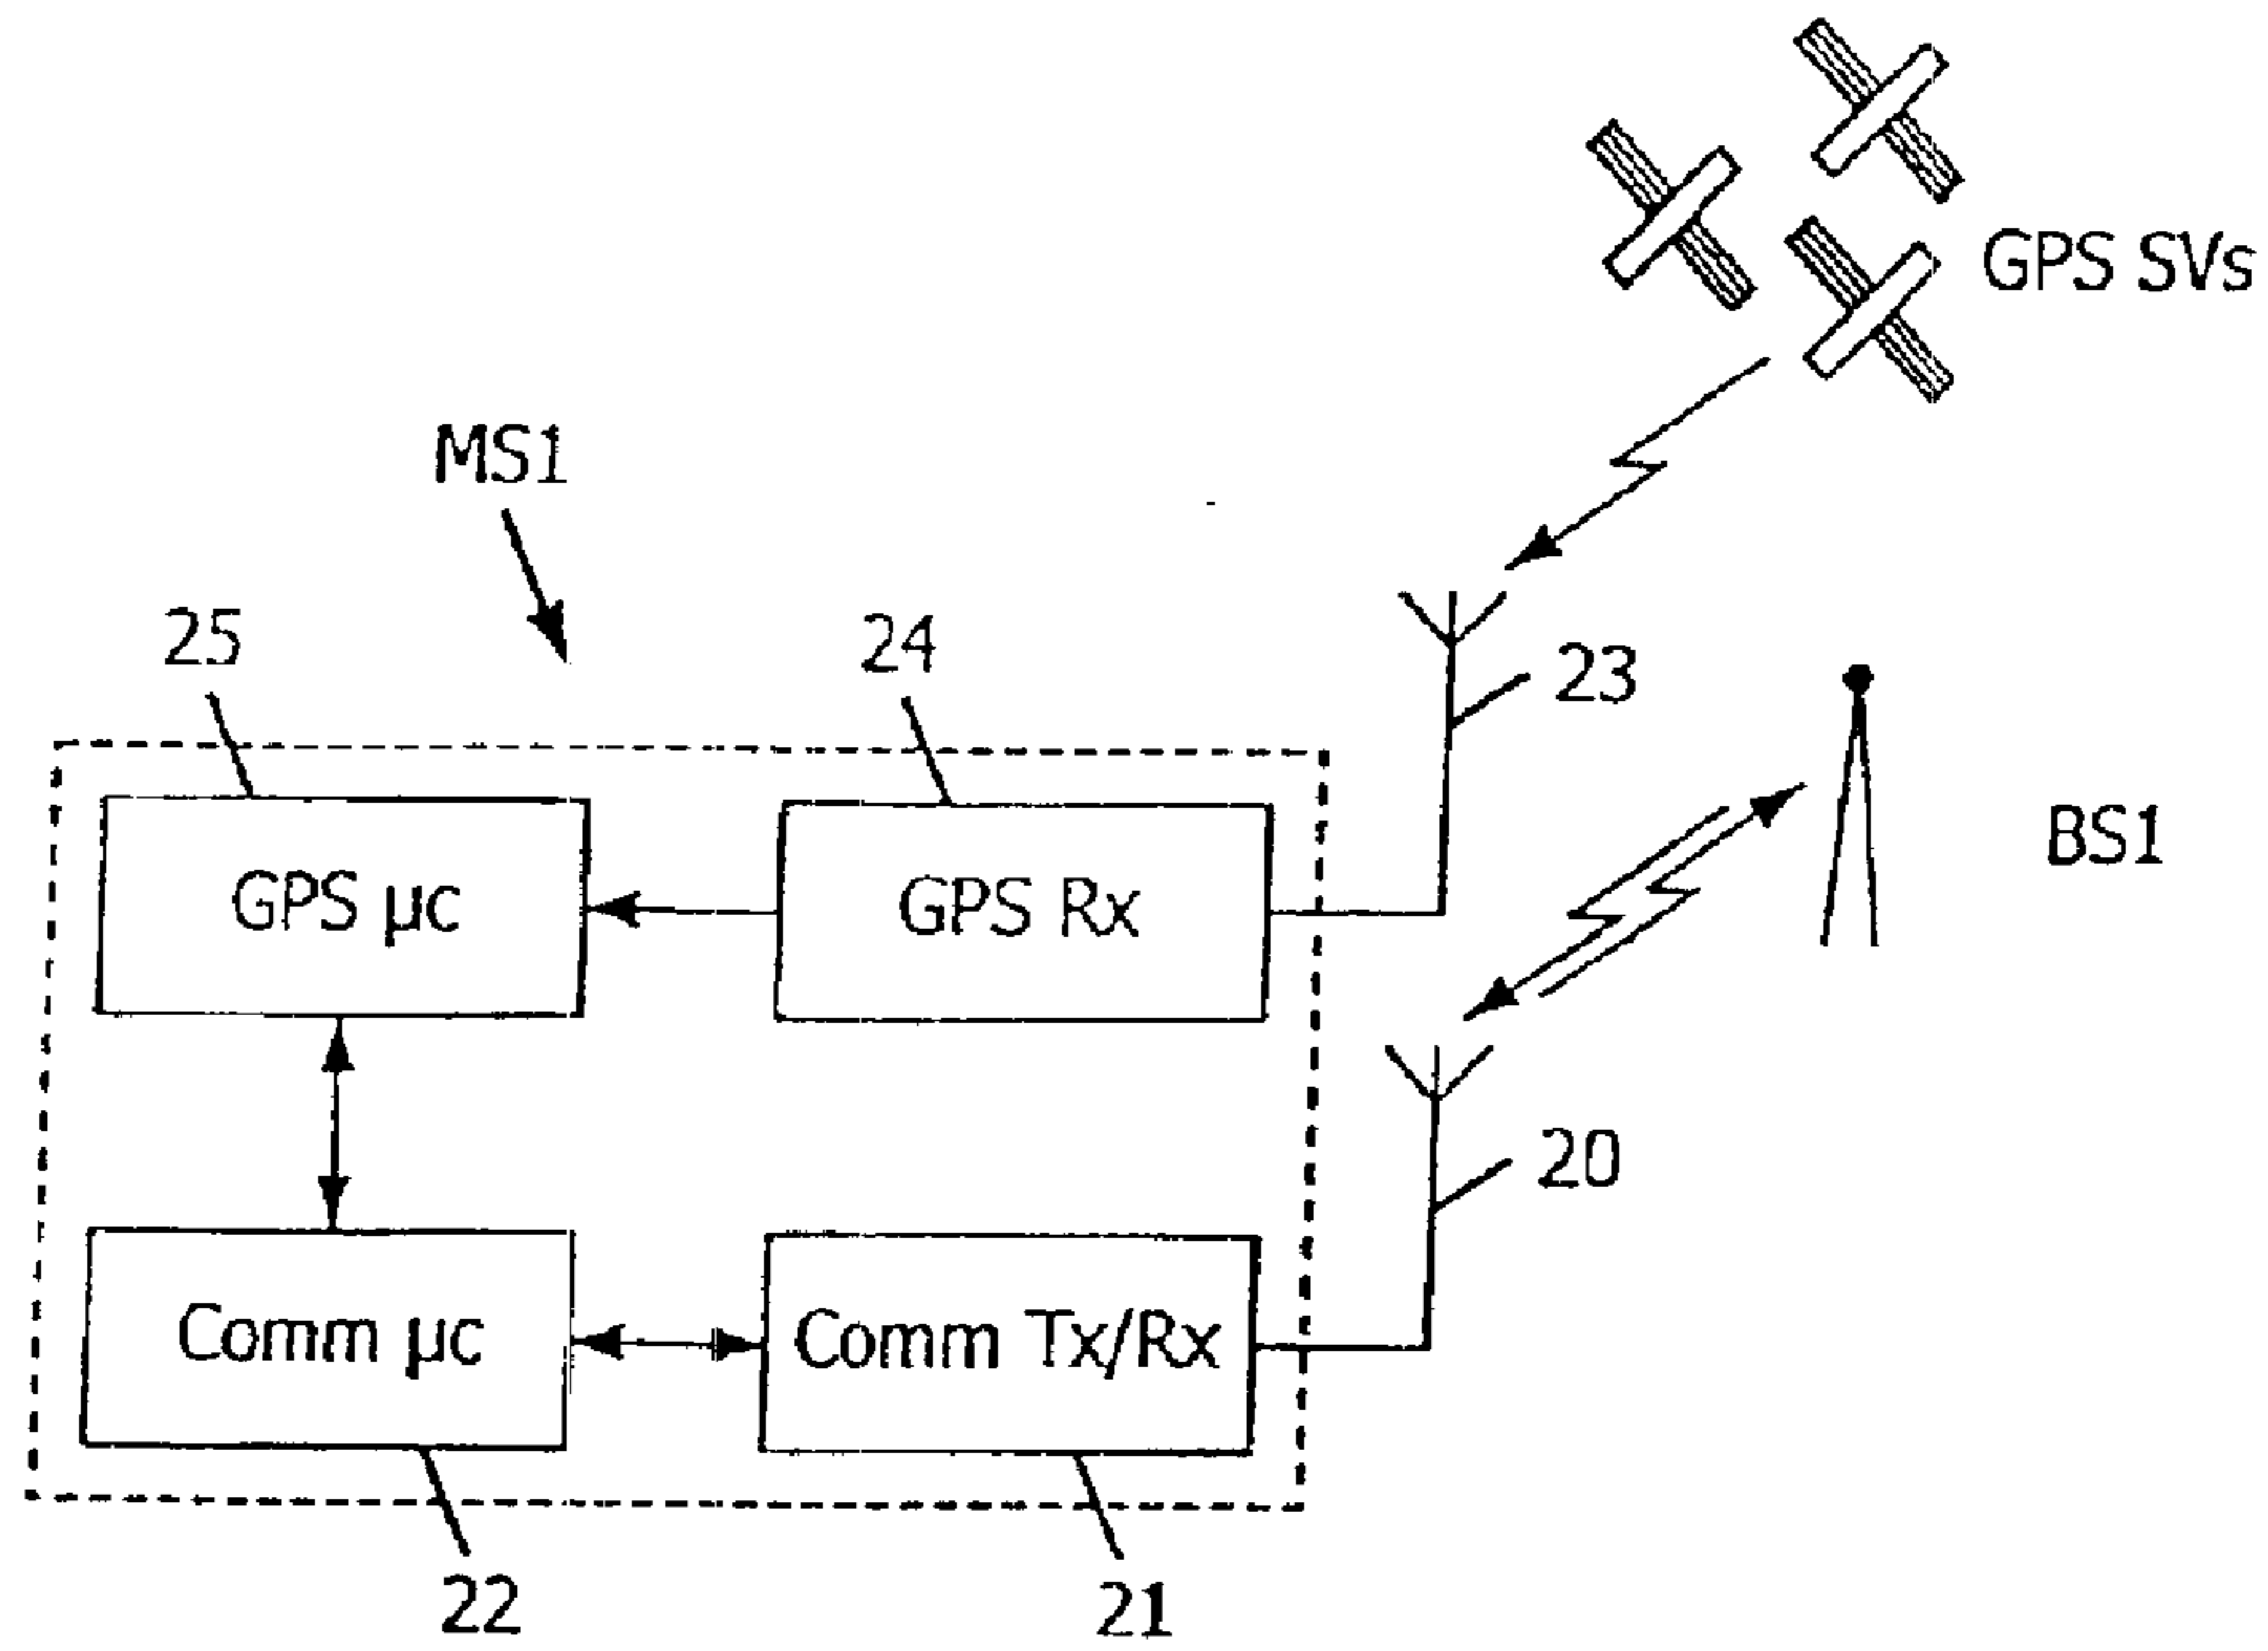 GPS SVs
MS1
25
24
23
BS1
GPS µc
GPS Rx
20
Comm µc
Comm Tx/Rx
22
21